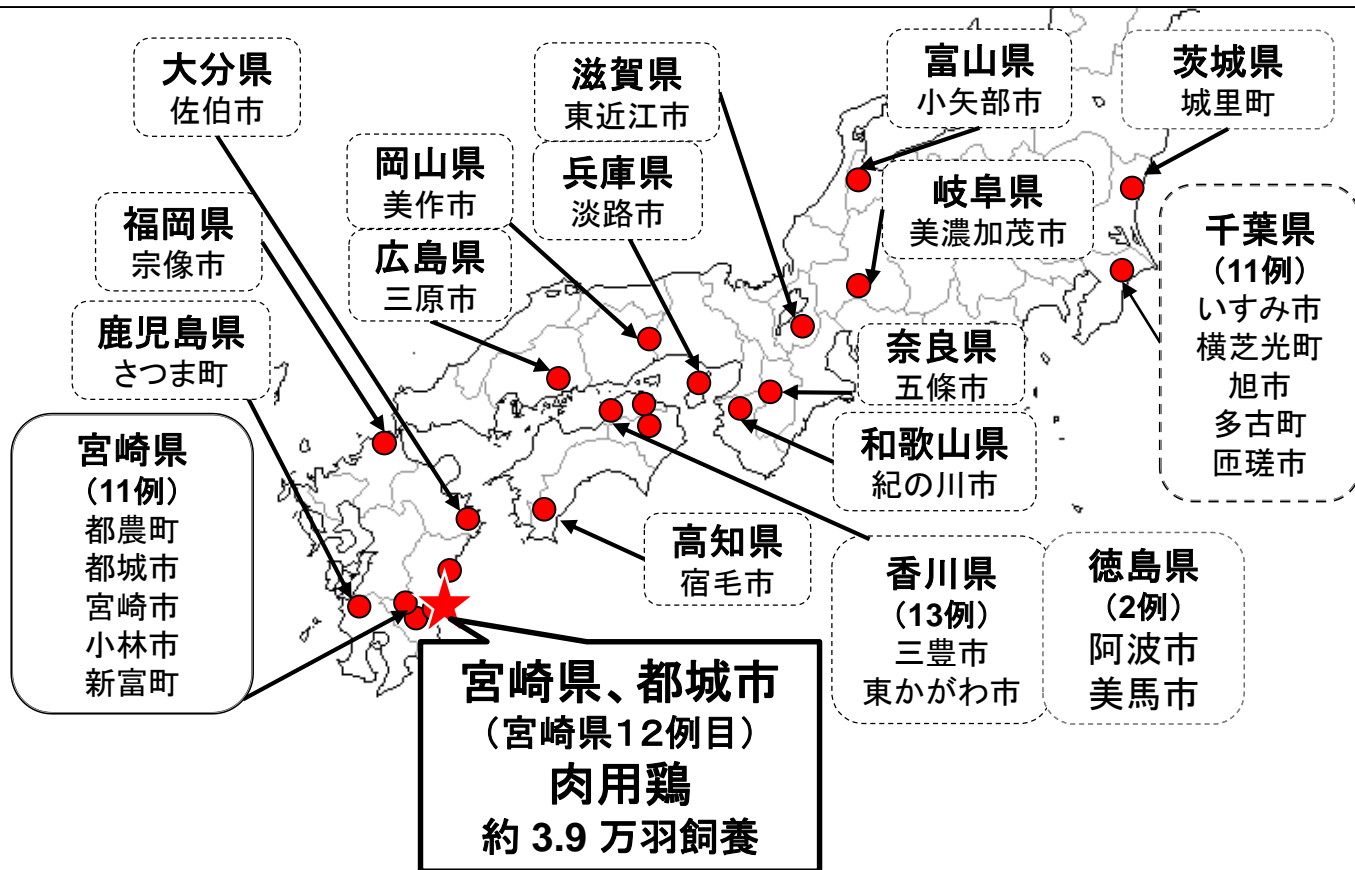 大分県
佐伯市
滋賀県
東近江市
富山県
小矢部市
茨城県
城里町
岡山県
美作市
兵庫県
淡路市
岐阜県
美濃加茂市
千葉県
（11例）
いすみ市
横芝光町
旭市
多古町
匝瑳市
福岡県
宗像市
広島県
三原市
鹿児島県
さつま町
奈良県
五條市
和歌山県
紀の川市
宮崎県
（11例）
都農町
都城市
宮崎市
小林市
新富町
高知県
宿毛市
香川県
（13例）
三豊市
東かがわ市
徳島県
（2例）
阿波市
美馬市
宮崎県、都城市
（宮崎県１２例目）
肉用鶏
約 3.9 万羽飼養